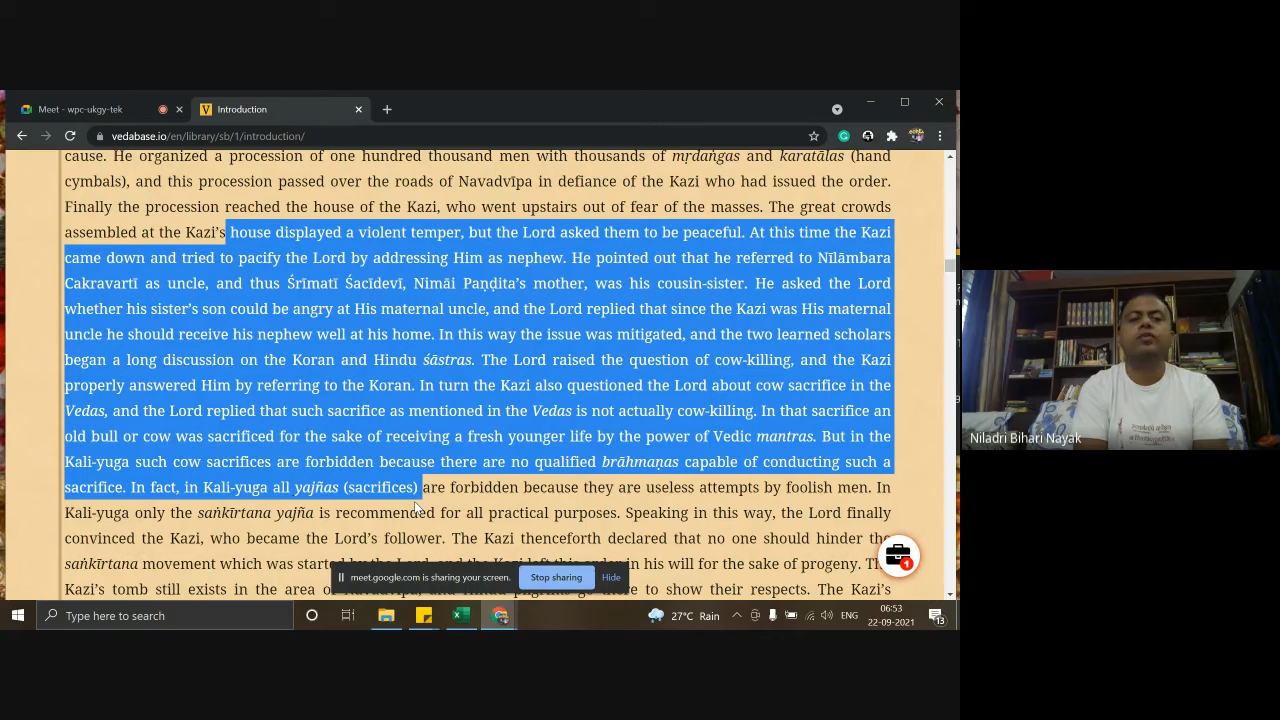 Meet - wpc-ukgy-tek
Introduction
vedabase.io/en/library/sb/1/introduction/
cause. He organized a procession of one hundred thousand men with thousands of mṛdaṅgas and karatālas (hand
cymbals), and this procession passed over the roads of Navadvīpa in defiance of the Kazi who had issued the order.
Finally the procession reached the house of the Kazi, who went upstairs out of fear of the masses. The great crowds
assembled at the Kazi’s house displayed a violent temper, but the Lord asked them to be peaceful. At this time the Kazi
came down and tried to pacify the Lord by addressing Him as nephew. He pointed out that he referred to Nīlāmbara
Cakravartī as uncle, and thus Śrīmatī Śacīdevī, Nimāi Paṇḍita’s mother, was his cousin-sister. He asked the Lord
whether his sister’s son could be angry at His maternal uncle, and the Lord replied that since the Kazi was His maternal
uncle he should receive his nephew well at his home. In this way the issue was mitigated, and the two learned scholars
began a long discussion on the Koran and Hindu śāstras. The Lord raised the question of cow-killing, and the Kazi
properly answered Him by referring to the Koran. In turn the Kazi also questioned the Lord about cow sacrifice in the
Vedas, and the Lord replied that such sacrifice as mentioned in the Vedas is not actually cow-killing. In that sacrifice an
old bull or cow was sacrificed for the sake of receiving a fresh younger life by the power of Vedic mantras. But in the
Kali-yuga such cow sacrifices are forbidden because there are no qualified brāhmaṇas capable of conducting such a
sacrifice. In fact, in Kali-yuga all yajñas (sacrifices) are forbidden because they are useless attempts by foolish men. In
Kali-yuga only the saṅkīrtana yajña is recommended for all practical purposes. Speaking in this way, the Lord finally
convinced the Kazi, who became the Lord’s follower. The Kazi thenceforth declared that no one should hinder the
saṅkīrtana movement which was started by the Lord, and the Kazi left this order in his will for the sake of progeny. The
Kazi’s tomb still exists in the area of Navadvīpa, and Hindu pilgrims go there to show their respects. The Kazi’s
meet.google.com is sharing your screen.
Stop sharing
Hide
1
Type here to search
27°C Rain
ENG
06:53
22-09-2021
13
Niladri Bihari Nayak